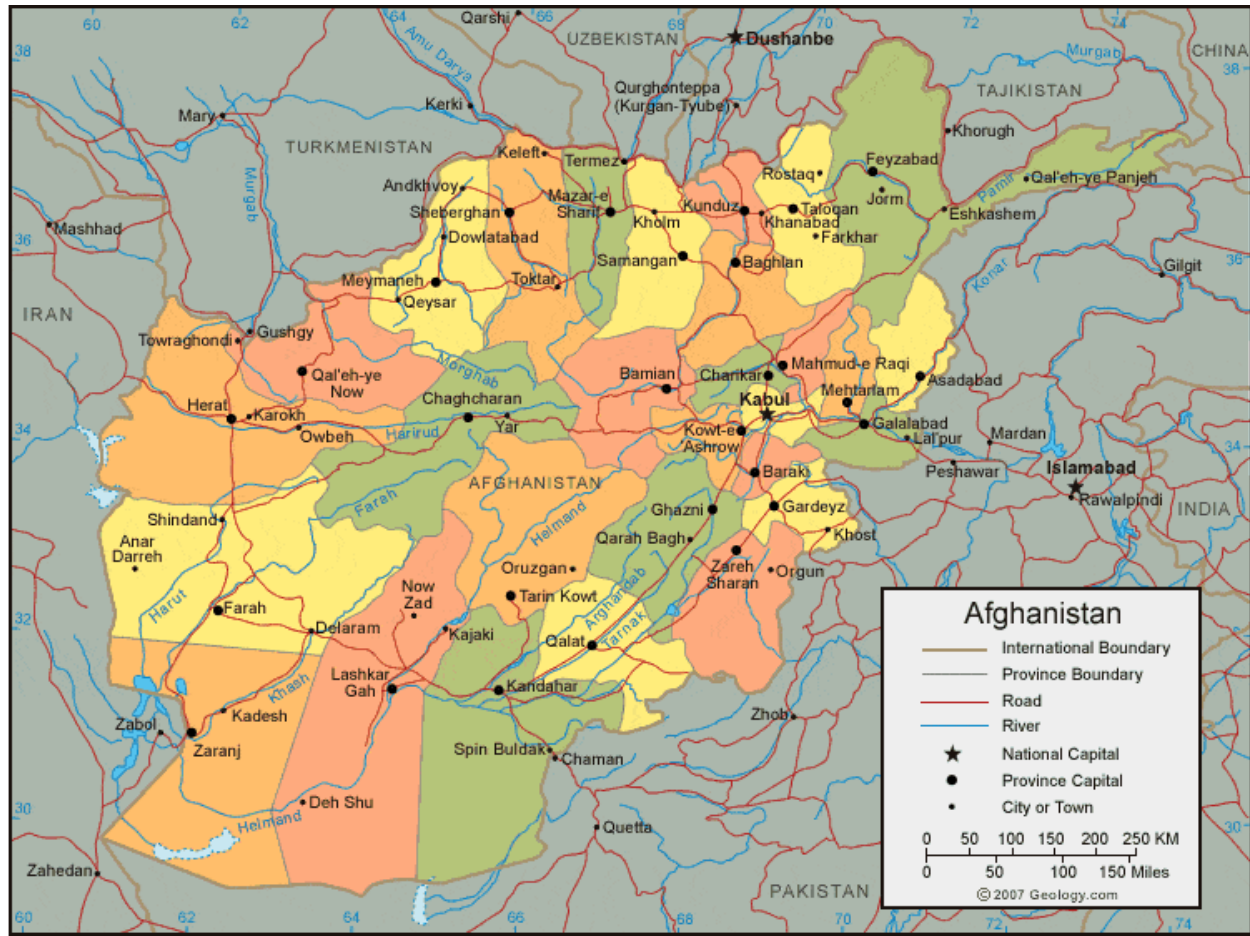 60
62
64
66
68
70
72
74
Qarshi
UZBEKISTAN
Dushanbe
CHINA
38
38
Amu Darya
Murgab
Kerki
Qurghonteppa
(Kurgan-Tyube)
TAJIKISTAN
Mary
Khorugh
TURKMENISTAN
Keleft
Termez
Feyzabad
Rostaq
Andkhvoy
Mazar-e
Sharif
Qal'eh-ye Panjeh
Pamir
Jorm
Murgab
Sheberghan
Kholm
Kunduz
Taloqan
Khanabad
Eshkashem
Mashhad
Dowlatabad
Farkhar
36
36
Samangan
Baghlan
Konar
Gilgit
Meymaneh
Toktar
Qeysar
IRAN
Gushgy
Towraghondi
Morghab
Mahmud-e Raqi
Qal'eh-ye
Now
Bamian
Charikar
Asadabad
Mehtarlam
Chaghcharan
Kabul
Herat
Karokh
Yar
Galalabad
Owbeh
Harirud
Kowt-e
'Ashrow
Lal'pur
Mardan
34
34
Peshawar
Islamabad
Baraki
Rawalpindi
AFGHANISTAN
Farah
Helmand
Ghazni
Gardeyz
INDIA
Shindand
Khost
Anar
Darreh
Qarah Bagh
Zareh
Sharan
Orgun
Oruzgan
Now
Zad
Tarin Kowt
Arghandab
Harut
Farah
Delaram
Kajaki
Qalat
Tarnak
32
Lashkar
Gah
Kandahar
Khash
Kadesh
Zabol
Zaranj
Zhob
Spin Buldak
Chaman
Deh Shu
Helmand
30
30
Quetta
Zahedan
PAKISTAN
60
62
64
66
68
70
72
74
Afghanistan
International Boundary
Province Boundary
Road
River
National Capital
Province Capital
City or Town
0 50 100 150 200 250 KM
0 50 100 150 Miles
©2007 Geology.com